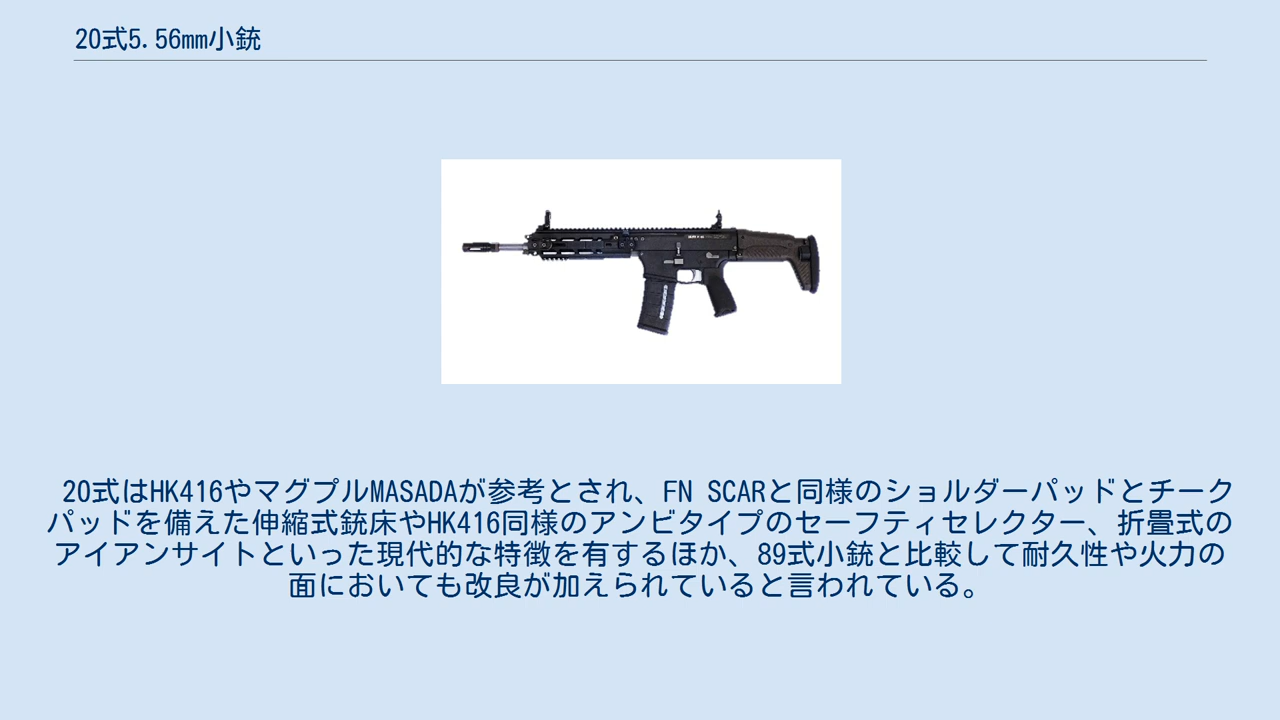 20式5.56mm小銃
20式はHK416やマグプルMASADAが参考とされ、FN SCARと同様のショルダーパッドとチーク
パッドを備えた伸縮式銃床やHK416同様のアンビタイプのセーフティセレクター、折畳式の
アイアンサイトといった現代的な特徴を有するほか、89式小銃と比較して耐久性や火力の
面においても改良が加えられていると言われている。